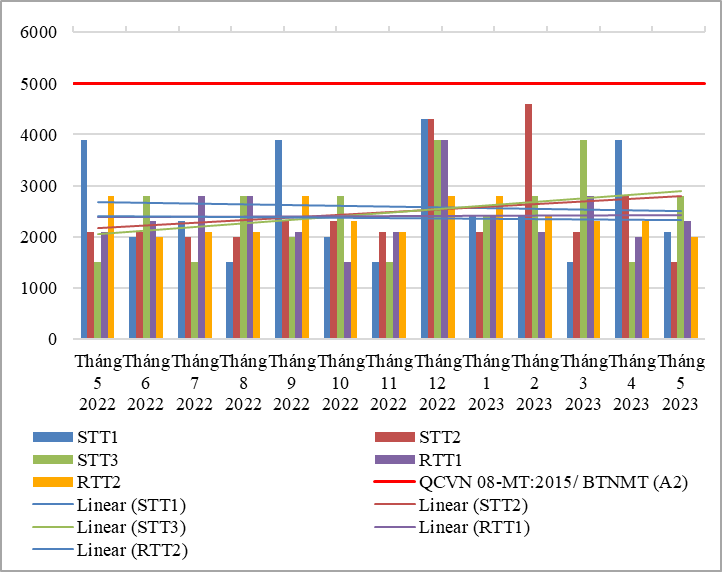 6000
5000
4000
3000
2000
1000
0
Tháng Tháng Tháng Tháng Tháng Tháng Tháng Tháng Tháng Tháng Tháng Tháng Tháng
5 6 7 8 9 10 11 12 1 2 3 4 5
2022 2022 2022 2022 2022 2022 2022 2022 2023 2023 2023 2023 2023
STT1 STT2
STT3 RTT1
RTT2 QCVN 08-MT:2015/ BTNMT (A2)
Linear (STT1) Linear (STT2)
Linear (STT3) Linear (RTT1)
Linear (RTT2)